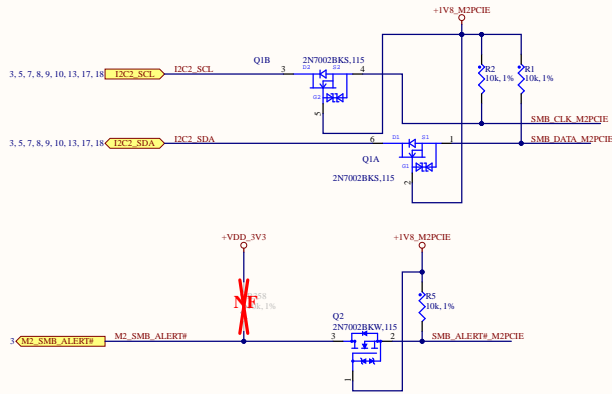 +1V8_M2PCIE
Q1B
2N7002BKS,115
3, 5, 7, 8, 9, 10, 13, 17, 18
I2C2_SCL
I2C2_SCL
3
D2
S2
4
G2
5
R2
10k, 1%
R1
10k, 1%
SMB_CLK_M2PCIE
3, 5, 7, 8, 9, 10, 13, 17, 18
I2C2_SDA
I2C2_SDA
6
D1
S1
1
SMB_DATA_M2PCIE
Q1A
G1
2
2N7002BKS,115
+VDD_3V3
+1V8_M2PCIE
NF
R5
10k, 1%
Q2
2N7002BKW,115
3
M2_SMB_ALERT#
M2_SMB_ALERT#
3
2
SMB_ALERT#_M2PCIE
1